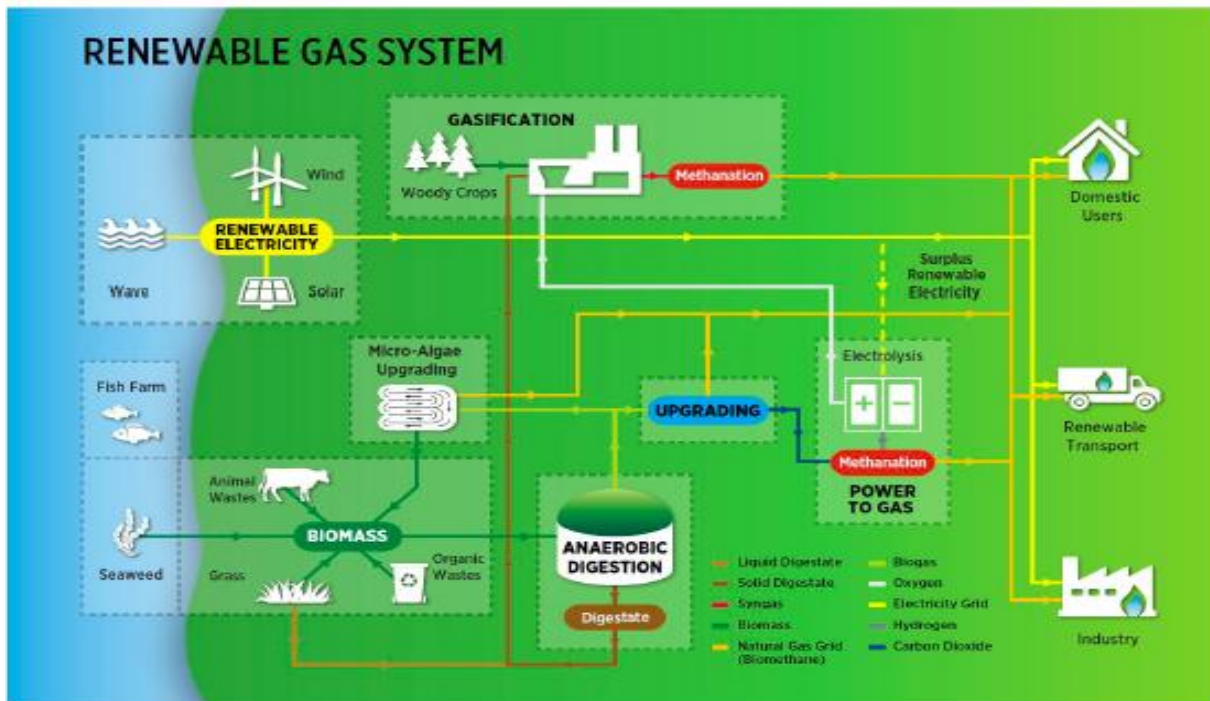 RENEWABLE GAS SYSTEM
GASIFICATION
Woody Crops
Methanation
Wind
RENEWABLE
ELECTRICITY
Wave
Solar
Domestic
Users
Surplus
Renewable
Electricity
Micro-Algae
Upgrading
Electrolysis
Fish Farm
UPGRADING
Renewable
Transport
Methanation
POWER
TO GAS
Animal
Wastes
BIOMASS
Seaweed
Grass
Organic
Wastes
ANAEROBIC
DIGESTION
Digestate
Liquid Digestate
Solid Digestate
Syngas
Biomass
Natural Gas Grid
(Biomethane)
Biogas
Oxygen
Electricity Grid
Hydrogen
Carbon Dioxide
Industry